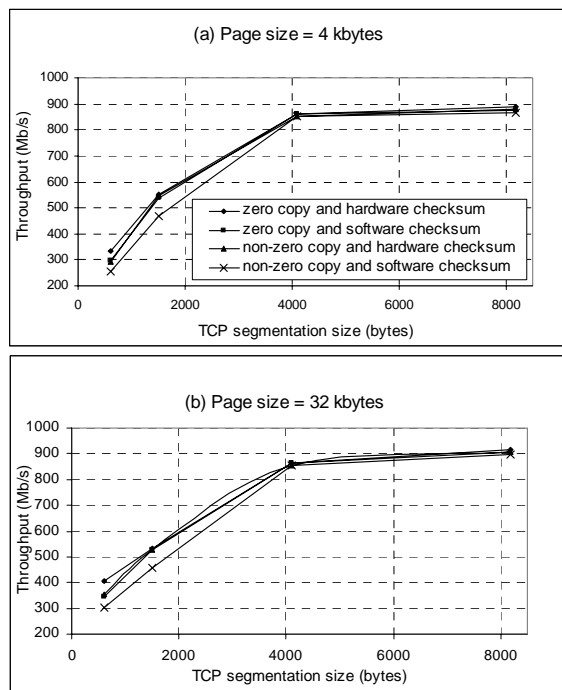 (a) Page size = 4 kbytes
1000
900
800
700
600
500
400
300
200
Throughput (Mb/s)
zero copy and hardware checksum
zero copy and software checksum
non-zero copy and hardware checksum
non-zero copy and software checksum
0 2000 4000 6000 8000
TCP segmentation size (bytes)
(b) Page size = 32 kbytes
1000
900
800
700
600
500
400
300
200
Throughput (Mb/s)
0 2000 4000 6000 8000
TCP segmentation size (bytes)